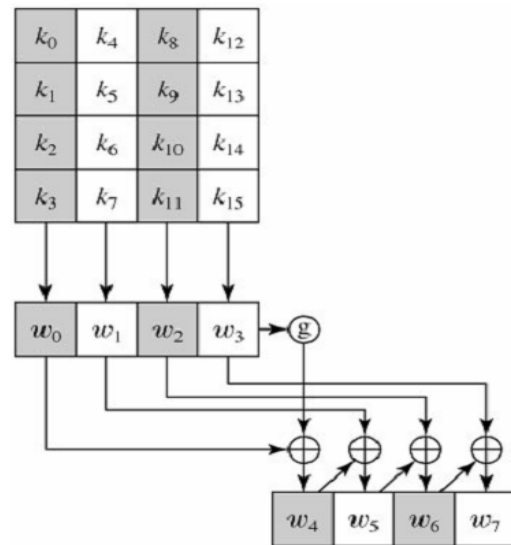 k₀ k₄ k₈ k₁₂
k₁ k₅ k₉ k₁₃
k₂ k₆ k₁₀ k₁₄
k₃ k₇ k₁₁ k₁₅
w₀ w₁ w₂ w₃ g
w₄ w₅ w₆ w₇